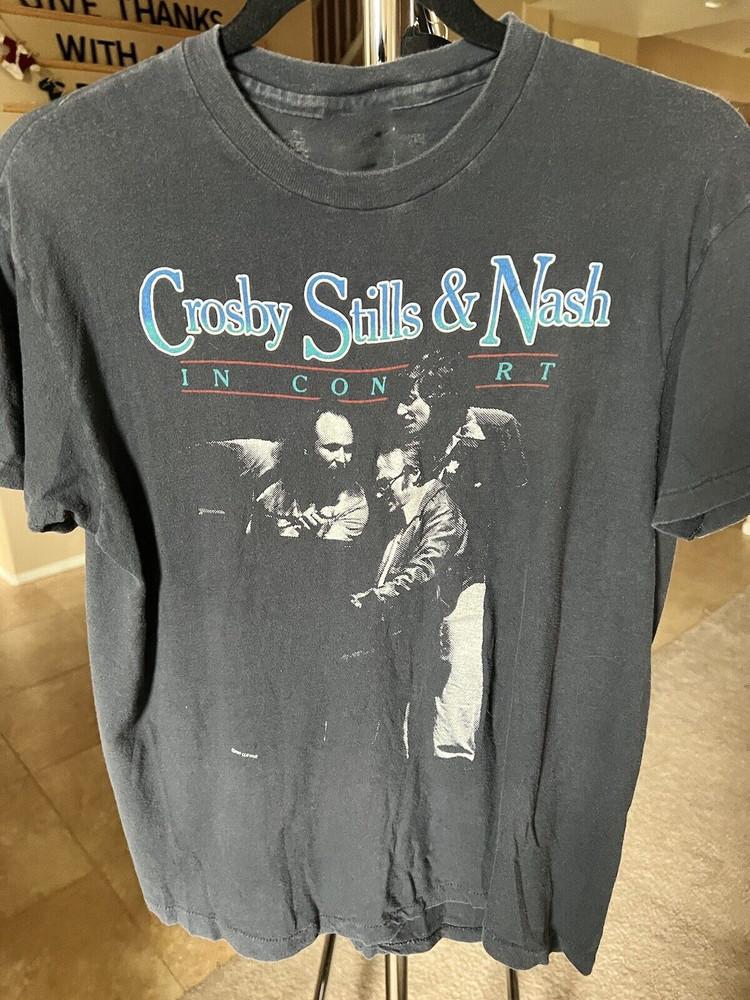 GIVE THANKS
WITH A
Crosby Stills & Nash
IN CON RT